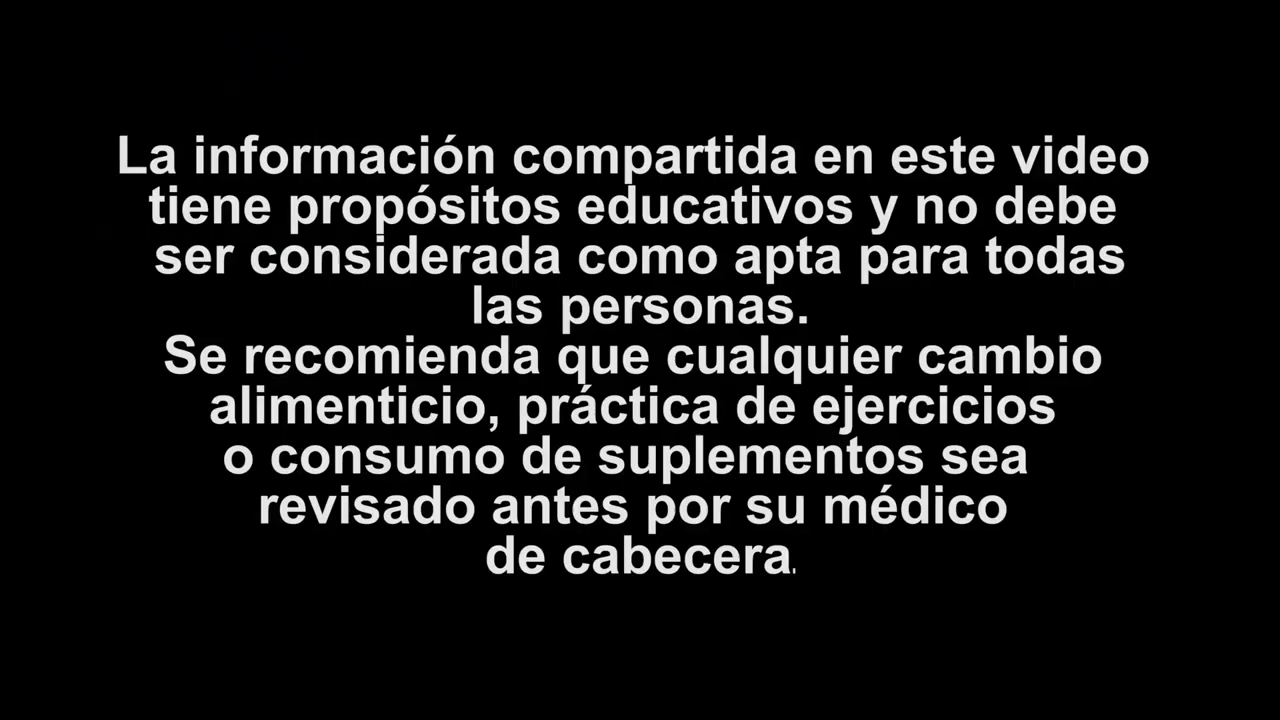 La información compartida en este video
tiene propósitos educativos y no debe
ser considerada como apta para todas
las personas.
Se recomienda que cualquier cambio
alimenticio, práctica de ejercicios
o consumo de suplementos sea
revisado antes por su médico
de cabecera.